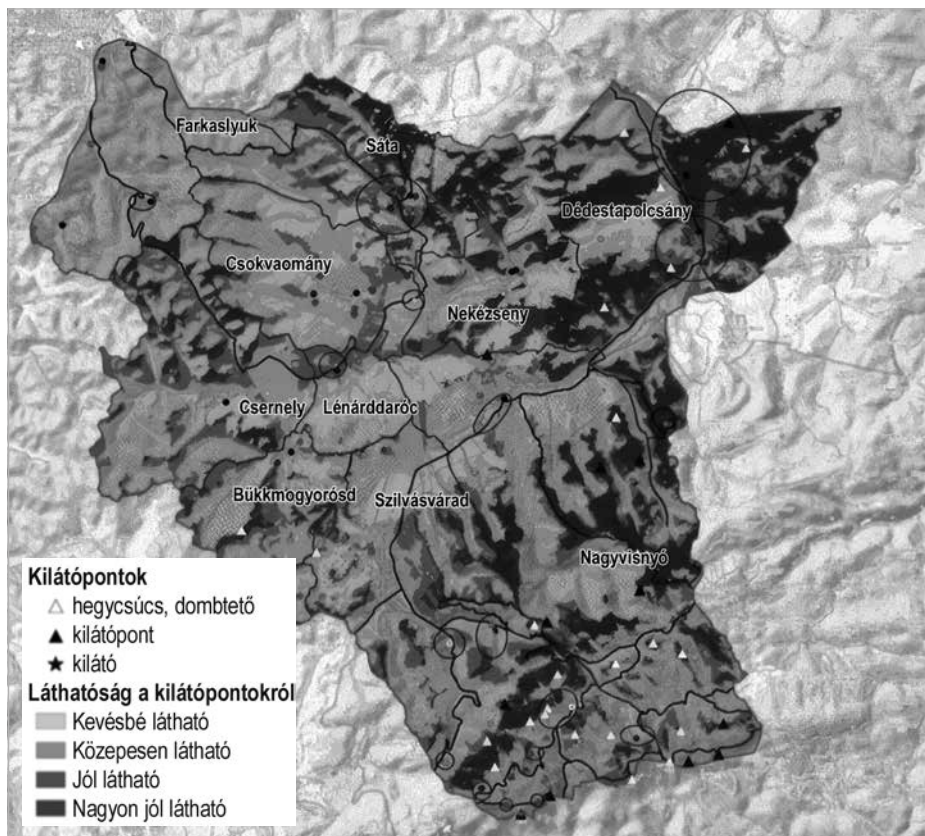 Farkaslyuk
Sáta
Dédestapolcsány
Csokvaomány
Nekézseny
Csernely
Lénárddaróc
Bükkmogyorósd
Szilvásvárad
Nagyvisnyó
Kilátópontok
hegycsúcs, dombtető
kilátópont
kilátó
Láthatóság a kilátópontokról
Kevésbé látható
Közepesen látható
Jól látható
Nagyon jól látható